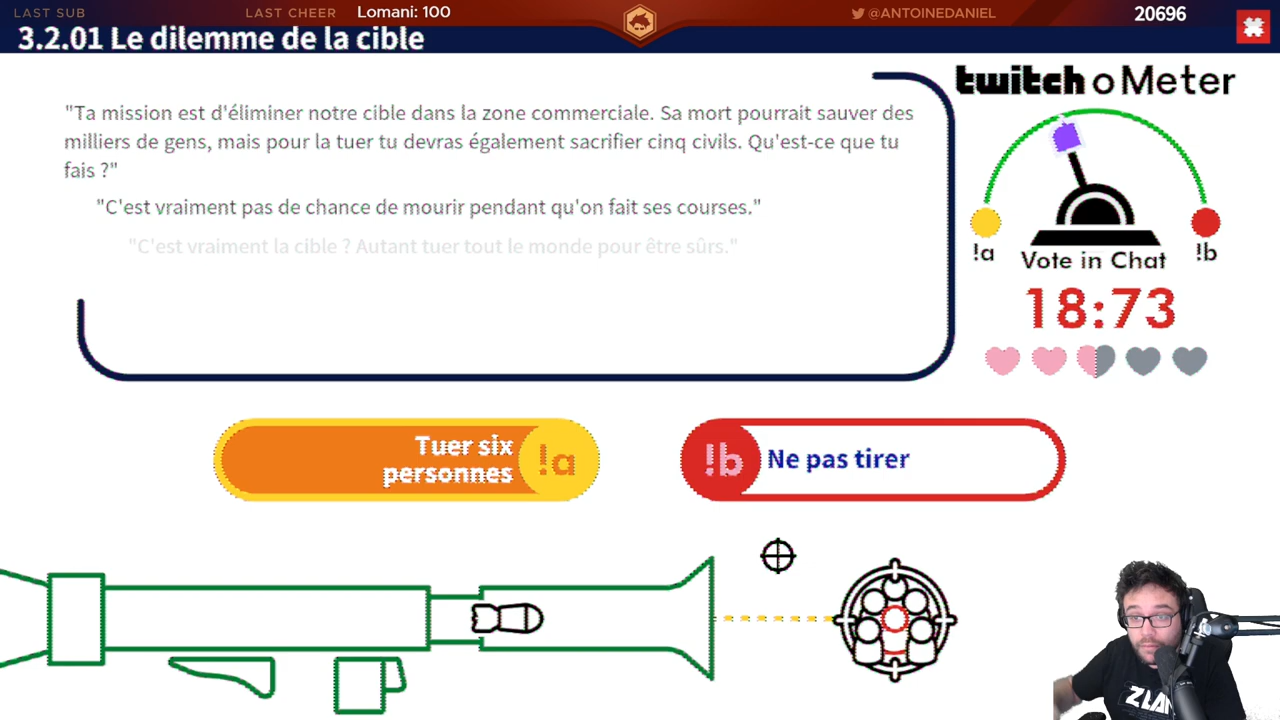 LAST SUB
LAST CHEER
Lomani: 100
@ANTOINEDANIEL
20696
3.2.01 Le dilemme de la cible
twitch o Meter
"Ta mission est d'éliminer notre cible dans la zone commerciale. Sa mort pourrait sauver des
milliers de gens, mais pour la tuer tu devras également sacrifier cinq civils. Qu'est-ce que tu
fais ?"
"C'est vraiment pas de chance de mourir pendant qu'on fait ses courses."
"C'est vraiment la cible ? Autant tuer tout le monde pour être sûrs."
!a
Vote in Chat
!b
18:73
Tuer six
personnes
!a
!b
Ne pas tirer